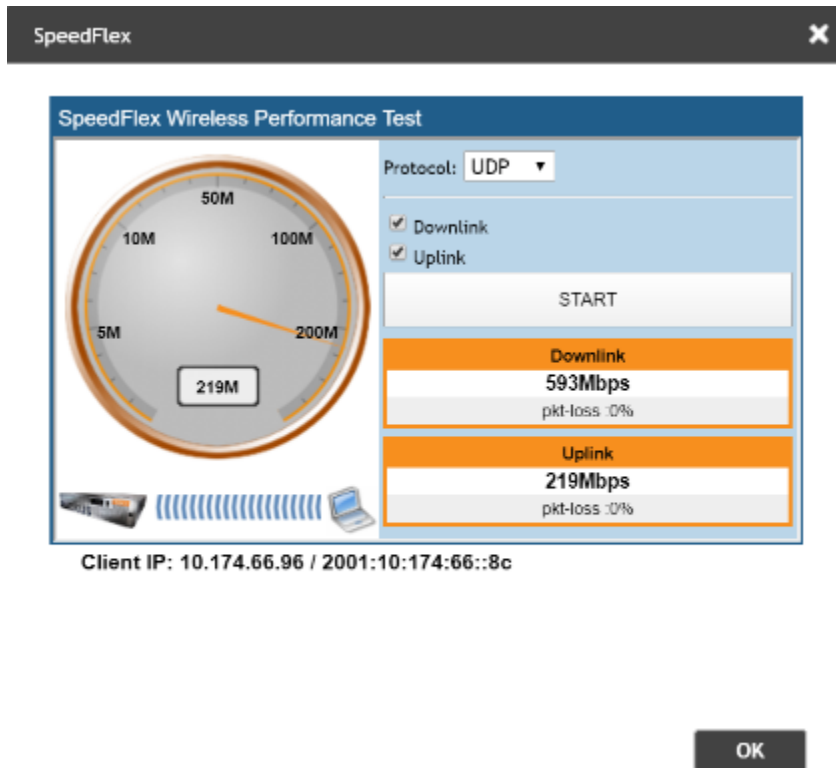 SpeedFlex
SpeedFlex Wireless Performance Test
Protocol: UDP
50M
10M
100M
5M
200M
219M
Downlink
Uplink
START
Downlink
593Mbps
pkt-loss :0%
Uplink
219Mbps
pkt-loss :0%
Client IP: 10.174.66.96 / 2001:10:174:66::8c
OK